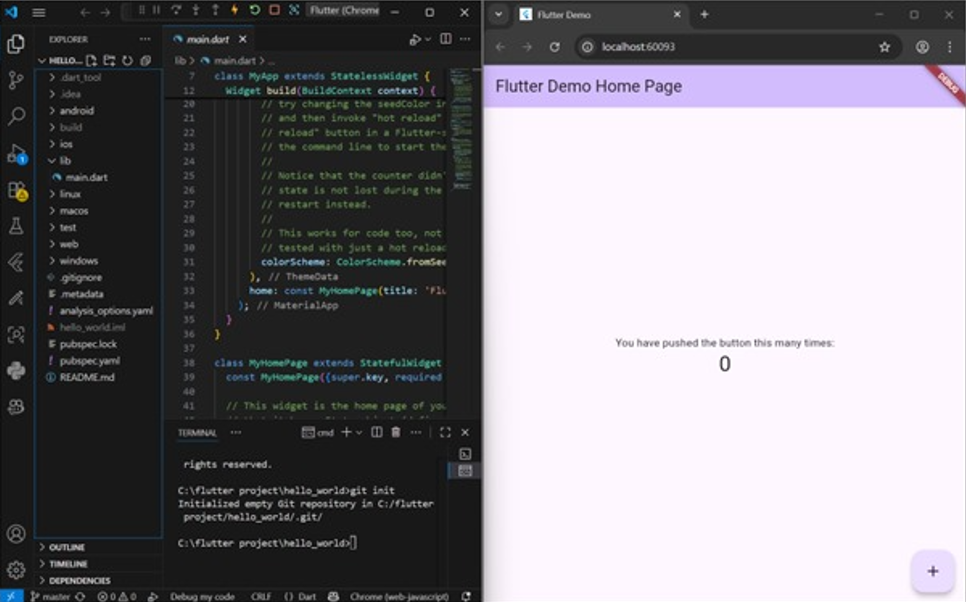 Flutter (Chrome
EXPLORER
HELLO...
.dart_tool
.idea
android
build
ios
lib
main.dart
linux
macos
test
web
windows
.gitignore
.metadata
analysis_options.yaml
hello_world.iml
pubspec.lock
pubspec.yaml
README.md
OUTLINE
TIMELINE
DEPENDENCIES
main.dart
lib > main.dart > ...
7 class MyApp extends StatelessWidget {
12 Widget build(BuildContext context) {
20 // try changing the seedColor in
21 // and then invoke "hot reload"
22 // reload" button in a Flutter-s
23 // the command line to start the
24 //
25 // Notice that the counter didn'
26 // state is not lost during the
27 // restart instead.
28 //
29 // This works for code too, not
30 // tested with just a hot reload
31 colorScheme: ColorScheme.fromSee
32 ), // ThemeData
33 home: const MyHomePage(title: 'Flu
34 ); // MaterialApp
35 }
36 }
37
38 class MyHomePage extends StatefulWidget
39 const MyHomePage({super.key, required
40
41 // This widget is the home page of you
TERMINAL
cmd
rights reserved.
C:\flutter project\hello_world>git init
Initialized empty Git repository in C:/flutter
project/hello_world/.git/
C:\flutter project\hello_world>
master 0 0 Debug my code CRLF {} Dart Chrome (web-javascript)
Flutter Demo
localhost:60093
Flutter Demo Home Page
DEBUG
You have pushed the button this many times:
0
+